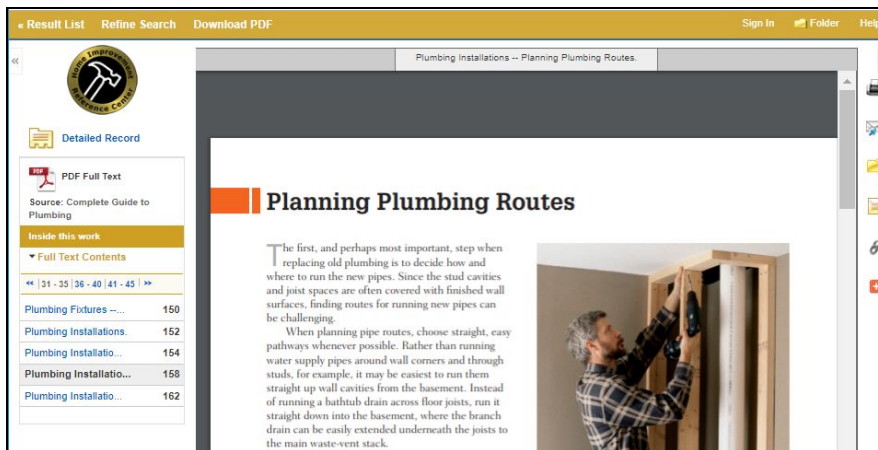 « Result List Refine Search Download PDF Sign In Folder Help
«
Home Improvement
Reference Center
Detailed Record
PDF PDF Full Text
Source: Complete Guide to
Plumbing
Inside this work
Full Text Contents
31 - 35 | 36 - 40 | 41 - 45
Plumbing Fixtures --... 150
Plumbing Installations. 152
Plumbing Installatio... 154
Plumbing Installatio... 158
Plumbing Installatio... 162
Plumbing Installations -- Planning Plumbing Routes.
Planning Plumbing Routes
The first, and perhaps most important, step when
replacing old plumbing is to decide how and
where to run the new pipes. Since the stud cavities
and joist spaces are often covered with finished wall
surfaces, finding routes for running new pipes can
be challenging.
When planning pipe routes, choose straight, easy
pathways whenever possible. Rather than running
water supply pipes around wall corners and through
studs, for example, it may be easiest to run them
straight up wall cavities from the basement. Instead
of running a bathtub drain across floor joists, run it
straight down into the basement, where the branch
drain can be easily extended underneath the joists to
the main waste-vent stack.